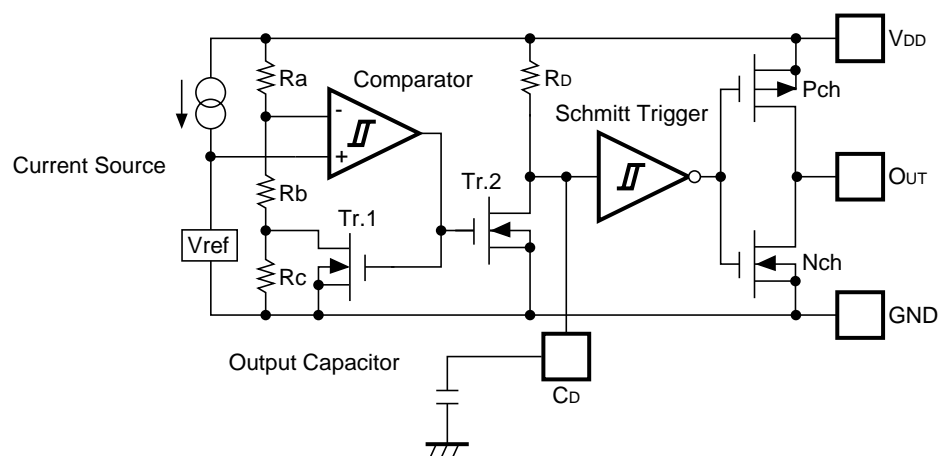 VDD
Ra
Comparator
RD
Pch
Schmitt Trigger
-
+
Current Source
OUT
Rb
Tr.1
Tr.2
Vref
Rc
Nch
GND
Output Capacitor
CD